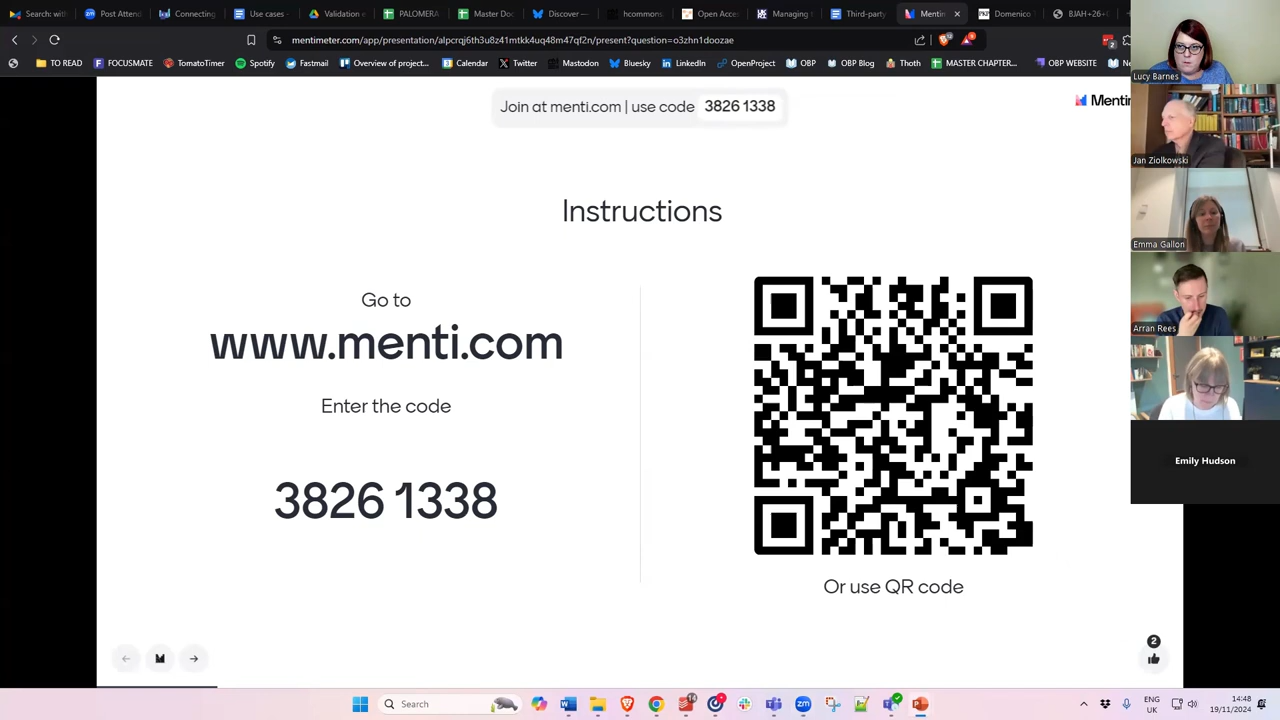 Search: with
Post Attend
Connecting
Use cases
Validation e
PALOMERA
Master Doc
Discover —
hcommons.
Open Acce
Managing
Third-party
Mentin
Domenico
BJAH+26+
mentimeter.com/app/presentation/alpcrqj6th3u8z41mtkk4uq48m47qf2n/present?question=o3zhn1doozae
TO READ
FOCUSMATE
TomatoTimer
Spotify
Fastmail
Overview of project...
Calendar
Twitter
Mastodon
Bluesky
LinkedIn
OpenProject
OBP
OBP Blog
Thoth
MASTER CHAPTER...
OBP WEBSITE
Join at menti.com | use code 3826 1338
Mentim
Instructions
Go to
www.menti.com
Enter the code
3826 1338
Or use QR code
2
Lucy Barnes
Jan Ziolkowski
Emma Gallon
Arran Rees
Emily Hudson
Search
14
ENG
UK
14:48
19/11/2024